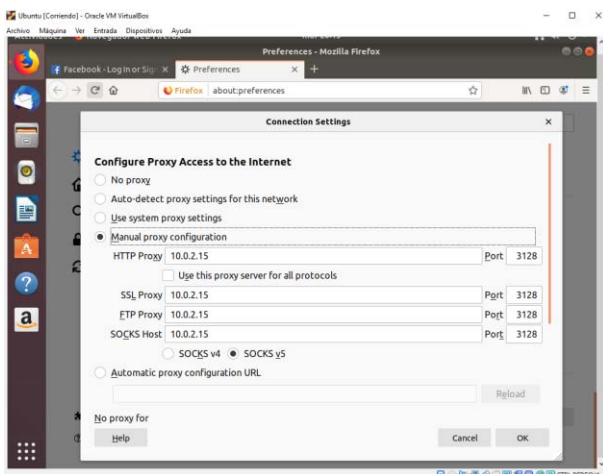 Ubuntu [Corriendo] - Oracle VM VirtualBox
Archivo Máquina Ver Entrada Dispositivos Ayuda
Preferences - Mozilla Firefox
Facebook - Log In or Sig
Preferences
Firefox about:preferences
Connection Settings
Configure Proxy Access to the Internet
No proxy
Auto-detect proxy settings for this network
Use system proxy settings
Manual proxy configuration
HTTP Proxy 10.0.2.15 Port 3128
Use this proxy server for all protocols
SSL Proxy 10.0.2.15 Port 3128
FTP Proxy 10.0.2.15 Port 3128
SOCKS Host 10.0.2.15 Port 3128
SOCKS v4 SOCKS v5
Automatic proxy configuration URL
Reload
No proxy for
Help Cancel OK